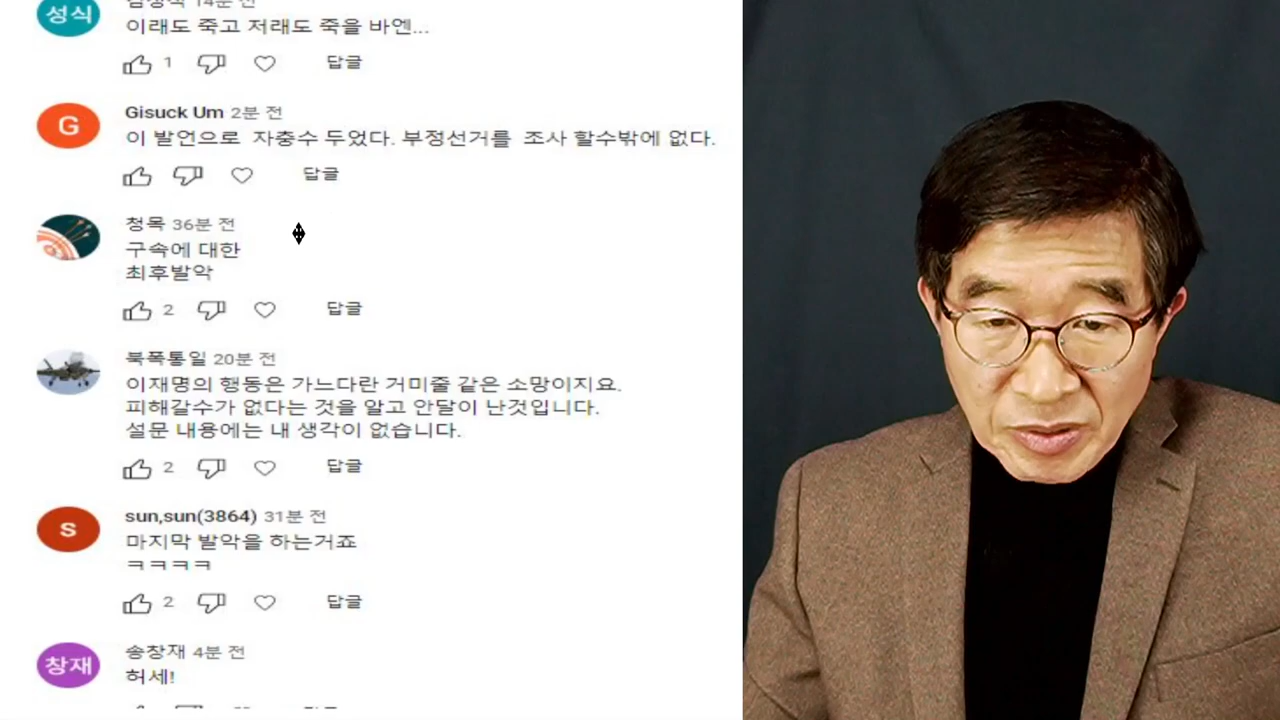 성식
14분 전
이래도 죽고 저래도 죽을 바엔...
1
답글
G
Gisuck Um 2분 전
이 발언으로 자충수 두었다. 부정선거를 조사 할수밖에 없다.
답글
청목 36분 전
구속에 대한
최후발악
2
답글
북폭통일 20분 전
이재명의 행동은 가느다란 거미줄 같은 소망이지요.
피해갈수가 없다는 것을 알고 안달이 난것입니다.
설문 내용에는 내 생각이 없습니다.
2
답글
S
sun,sun(3864) 31분 전
마지막 발악을 하는거죠
ㅋㅋㅋㅋ
2
답글
창재
송창재 4분 전
허세!